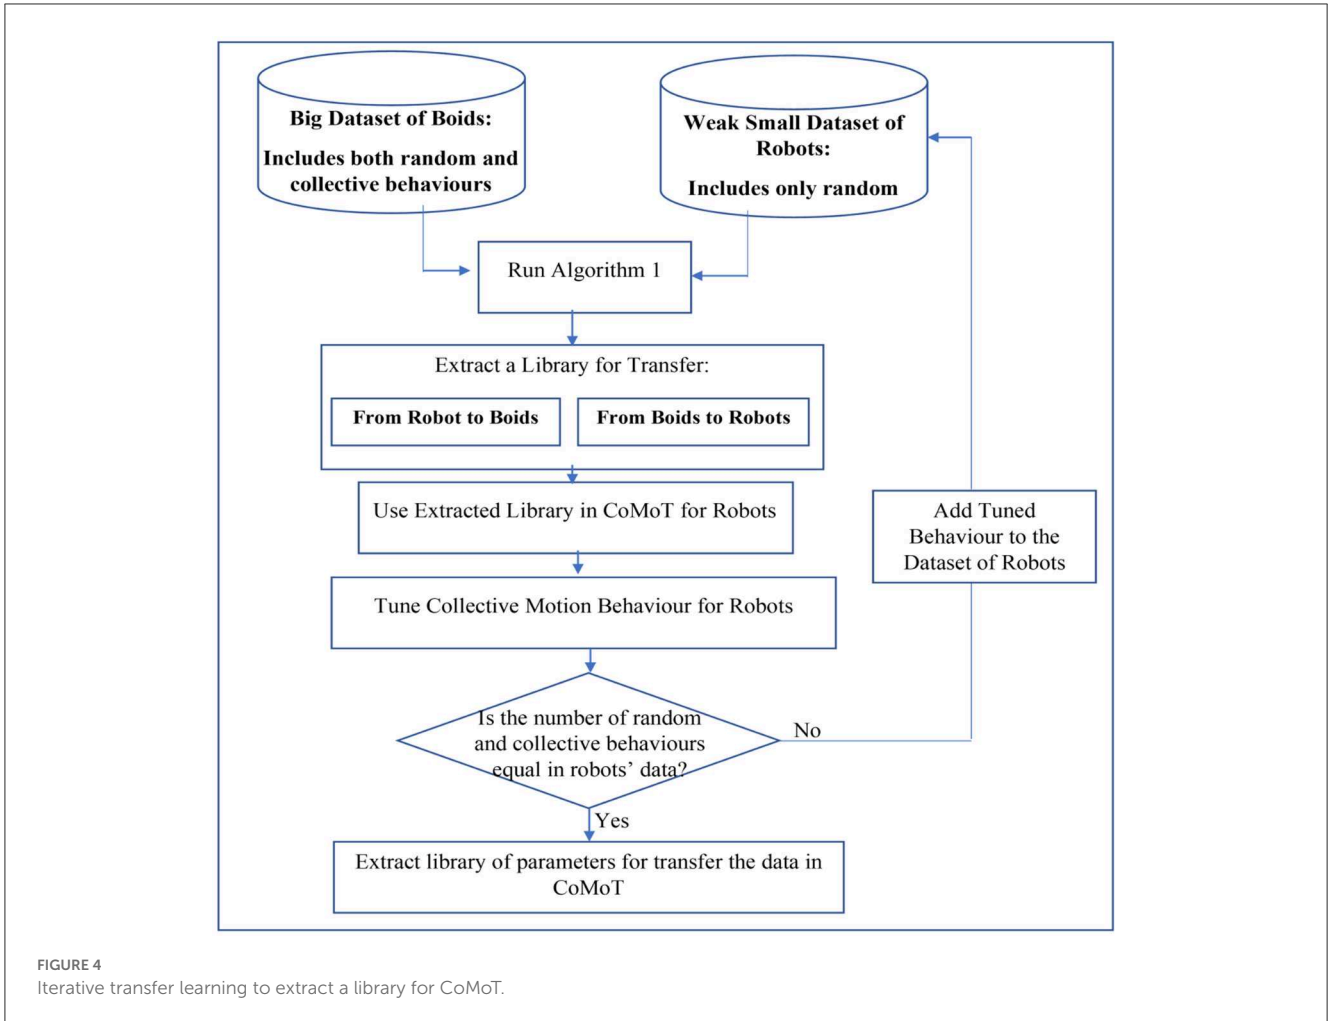 Big Dataset of Boids:
Includes both random and
collective behaviours
Weak Small Dataset of
Robots:
Includes only random
Run Algorithm 1
Extract a Library for Transfer:
From Robot to Boids
From Boids to Robots
Use Extracted Library in CoMoT for Robots
Add Tuned
Behaviour to the
Dataset of Robots
Tune Collective Motion Behaviour for Robots
Is the number of random
and collective behaviours
equal in robots’ data?
No
Yes
Extract library of parameters for transfer the data in
CoMoT
FIGURE 4
Iterative transfer learning to extract a library for CoMoT.